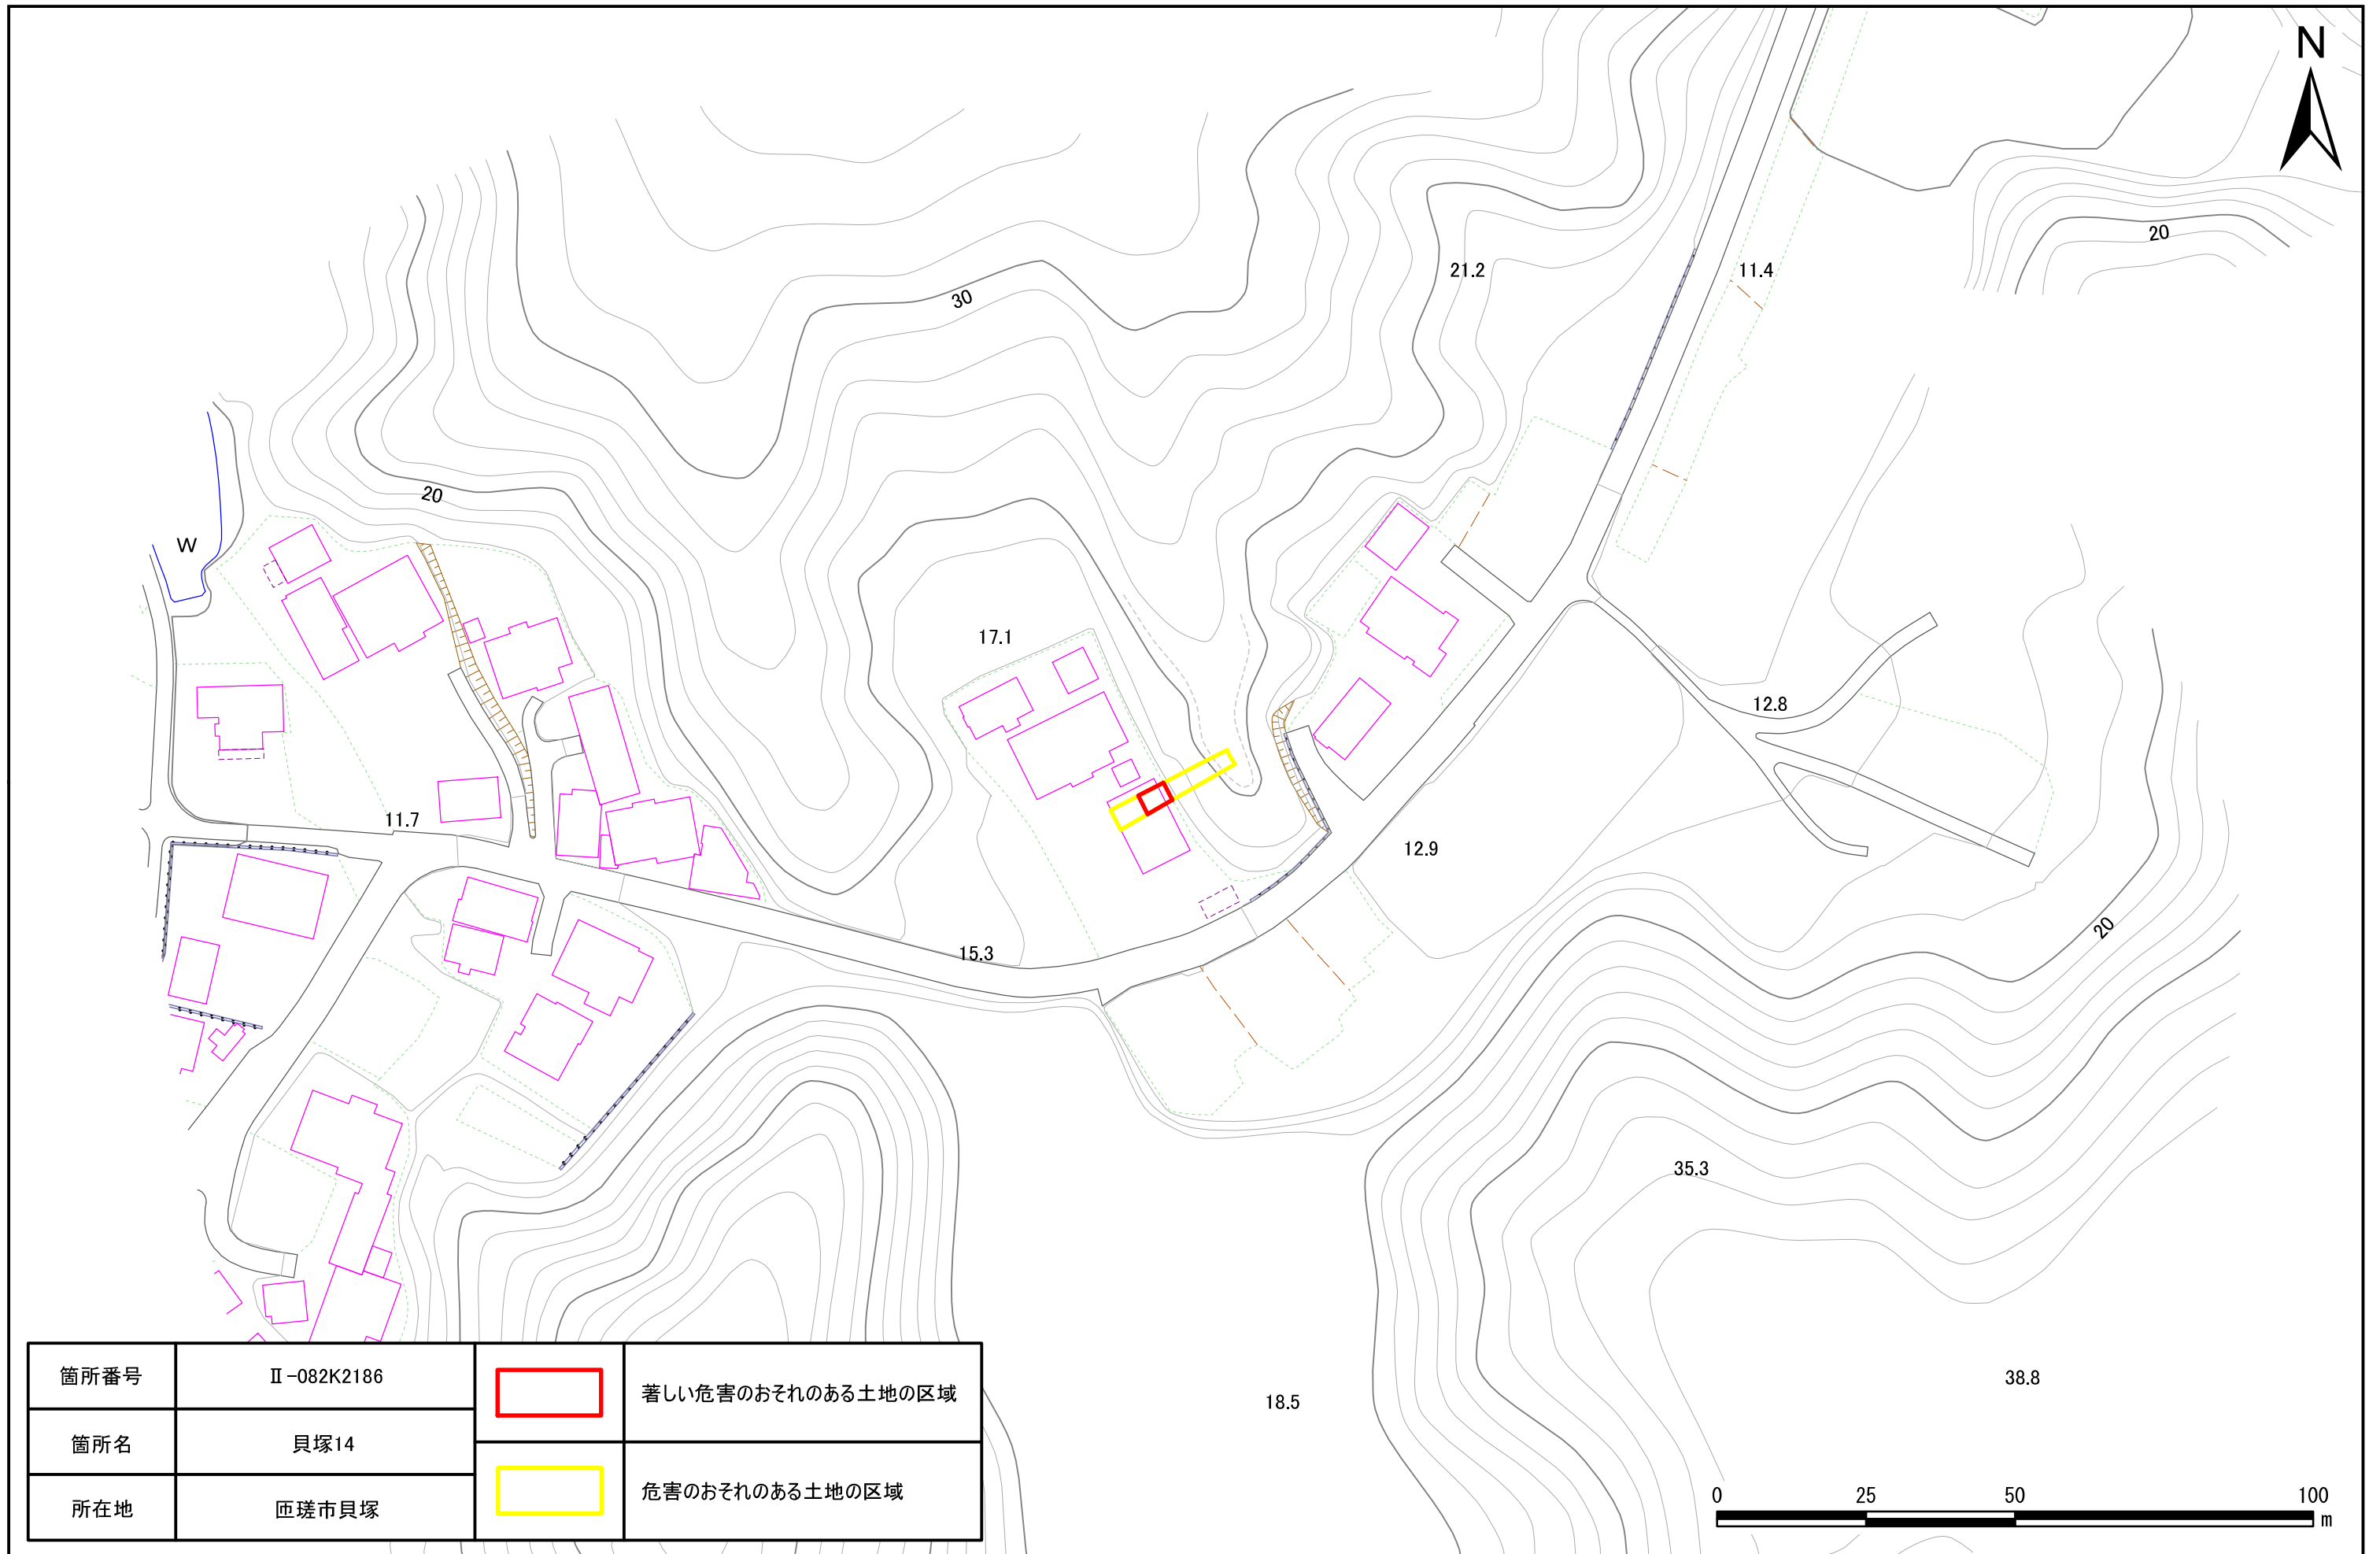 N
20
30
21.2
11.4
20
W
17.1
12.8
11.7
12.9
20
15.3
35.3
38.8
18.5
箇所番号 Ⅱ-082K2186
箇所名 貝塚14
所在地 匝瑳市貝塚
著しい危害のおそれのある土地の区域
危害のおそれのある土地の区域
0 25 50 100
m